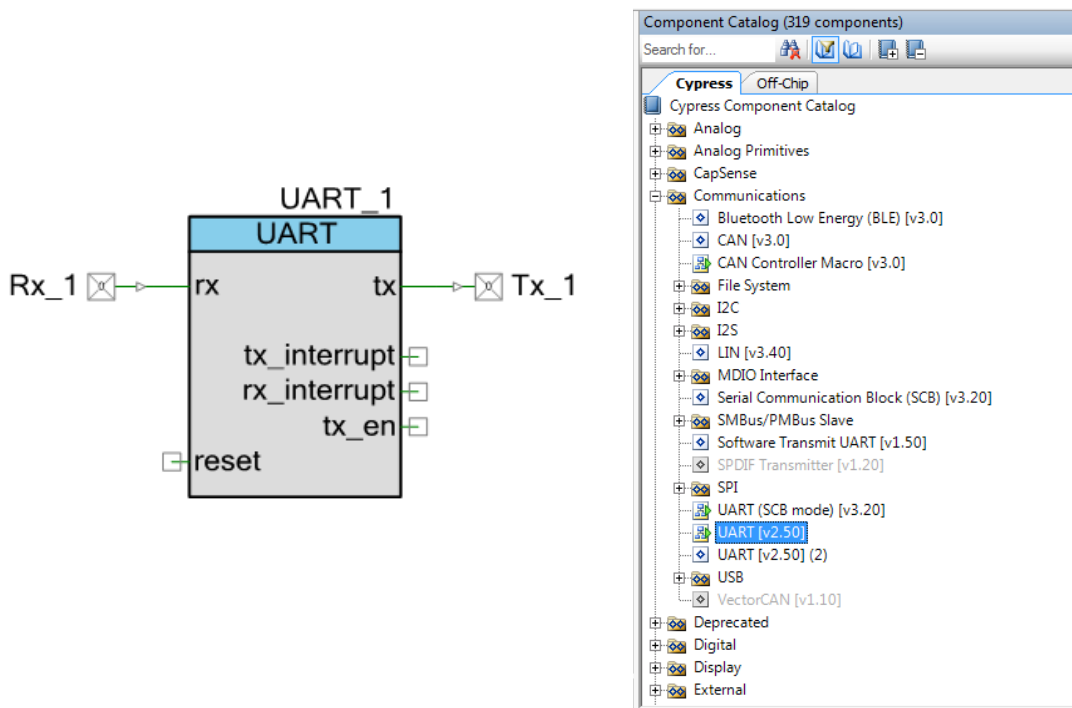 UART_1
UART
Rx_1
rx
tx
Tx_1
tx_interrupt
rx_interrupt
tx_en
reset
Component Catalog (319 components)
Search for...
Cypress Off-Chip
Cypress Component Catalog
Analog
Analog Primitives
CapSense
Communications
Bluetooth Low Energy (BLE) [v3.0]
CAN [v3.0]
CAN Controller Macro [v3.0]
File System
I2C
I2S
LIN [v3.40]
MDIO Interface
Serial Communication Block (SCB) [v3.20]
SMBus/PMBus Slave
Software Transmit UART [v1.50]
SPDIF Transmitter [v1.20]
SPI
UART (SCB mode) [v3.20]
UART [v2.50]
UART [v2.50] (2)
USB
VectorCAN [v1.10]
Deprecated
Digital
Display
External